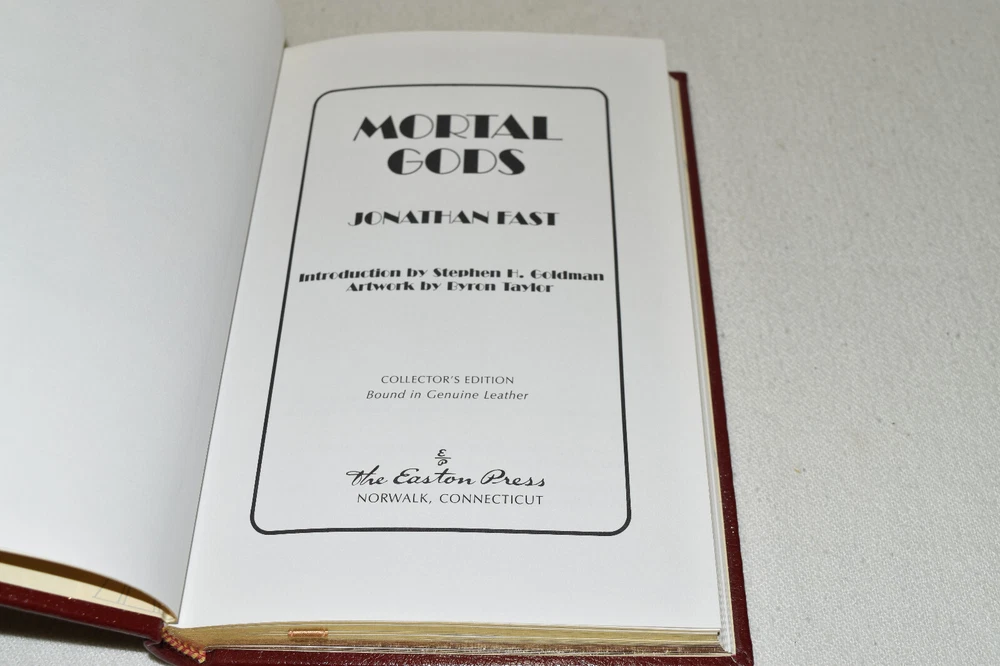 MORTAL
GODS
JONATHAN FAST
Introduction by Stephen H. Goldman
Artwork by Byron Taylor
COLLECTOR'S EDITION
Bound in Genuine Leather
E
P
The Easton Press
NORWALK, CONNECTICUT